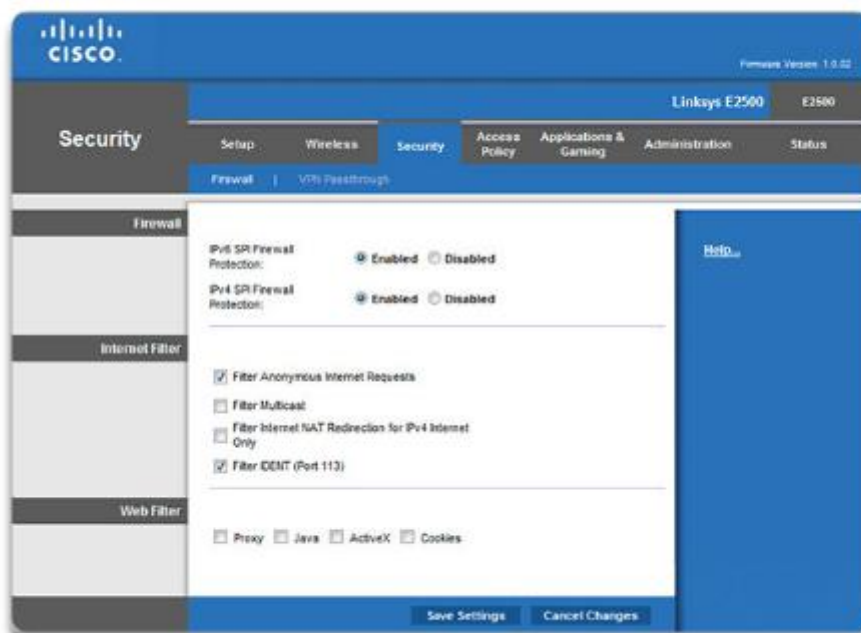 CISCO.
Firmware Version: 1.0.02
Linksys E2500 E2500
Security
Setup Wireless Security Access Policy Applications & Gaming Administration Status
Firewall | VPN Passthrough
Firewall
IPv6 SPI Firewall Protection: Enabled Disabled
IPv4 SPI Firewall Protection: Enabled Disabled
Help...
Internet Filter
Filter Anonymous Internet Requests
Filter Multicast
Filter Internet NAT Redirection for IPv4 Internet
Only
Filter IDENT (Port 113)
Web Filter
Proxy Java ActiveX Cookies
Save Settings Cancel Changes